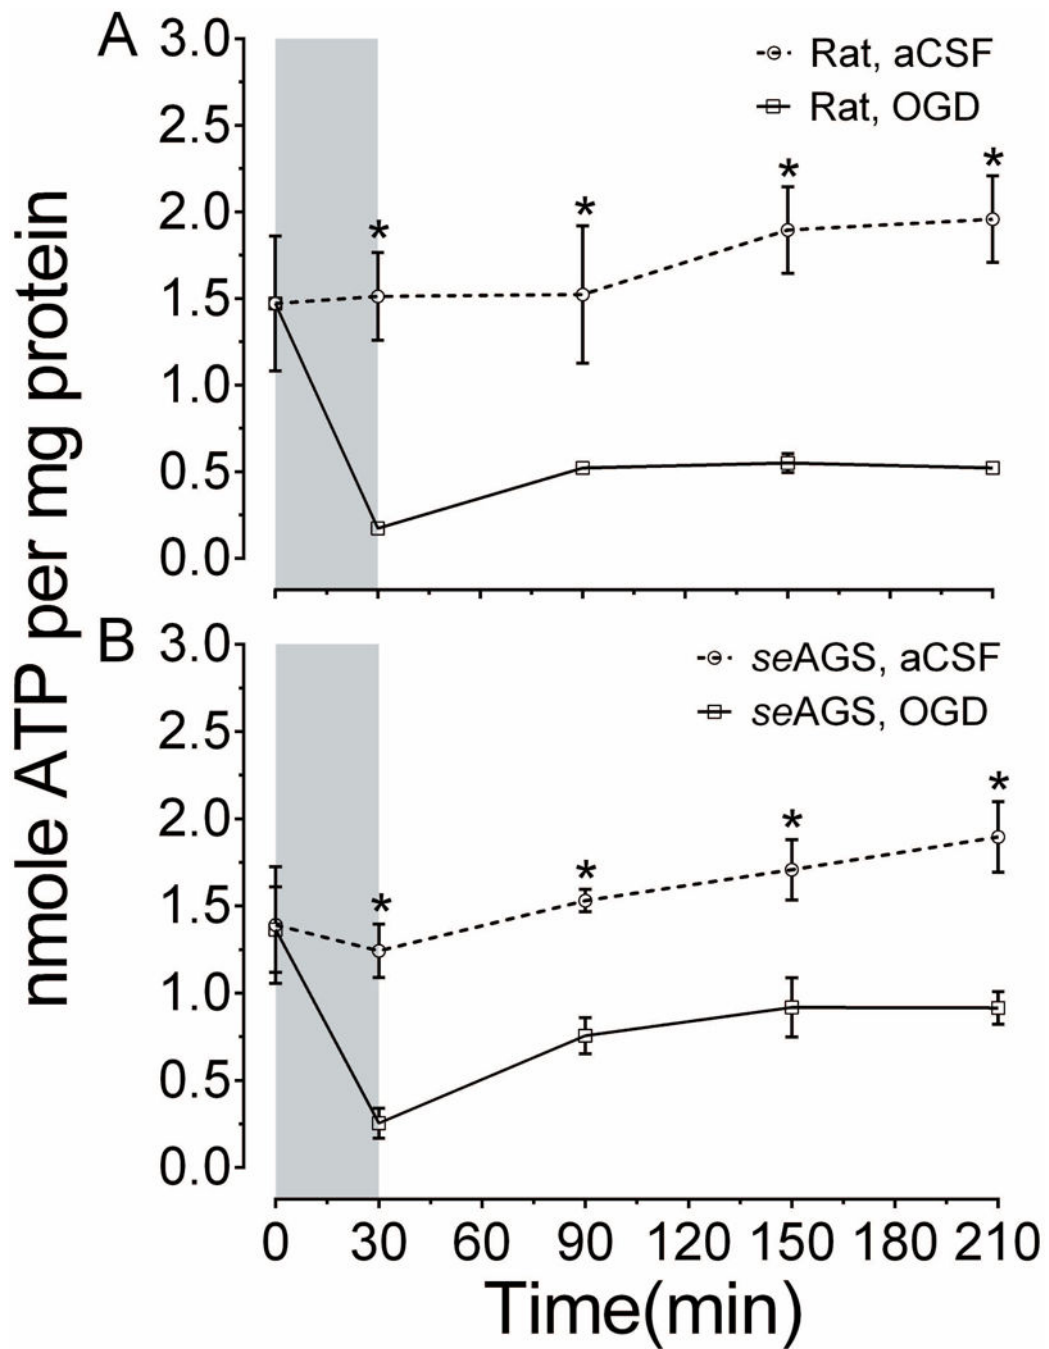 A
3.0
2.5
2.0
1.5
1.0
0.5
0.0
Rat, aCSF
Rat, OGD
*
*
*
*
nmole ATP per mg protein
B
3.0
2.5
2.0
1.5
1.0
0.5
0.0
seAGS, aCSF
seAGS, OGD
*
*
*
*
0 30 60 90 120 150 180 210
Time(min)